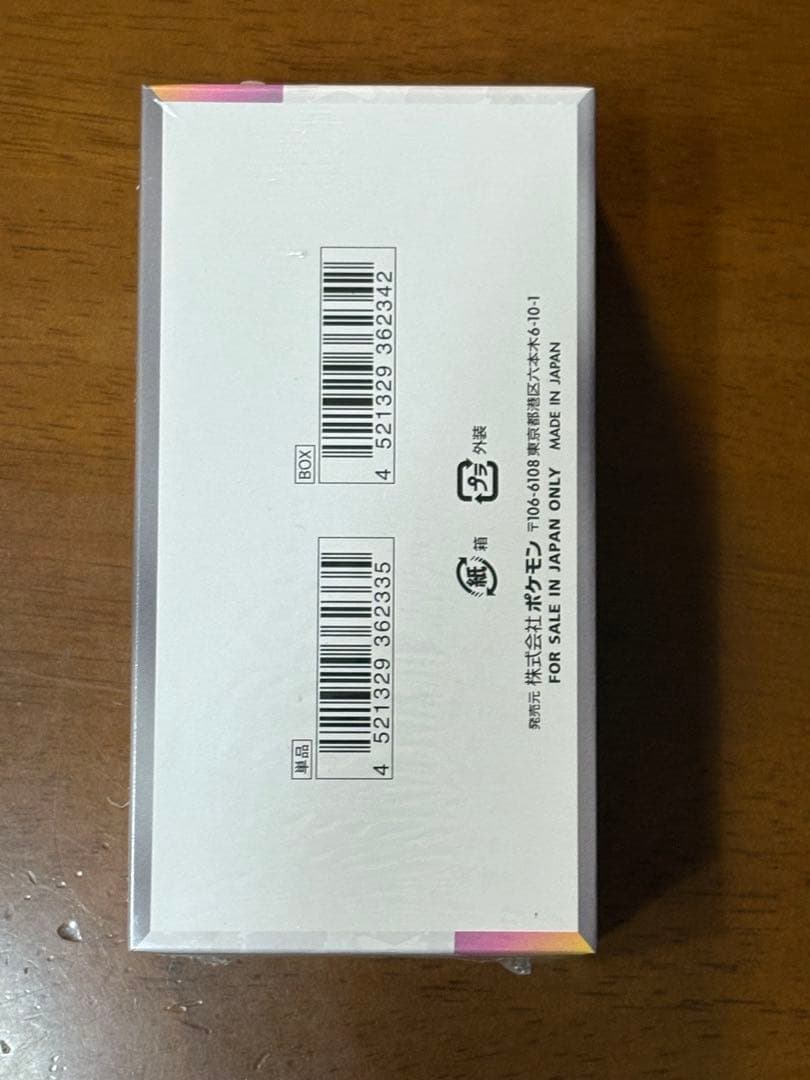 単品
4 521329 362335
BOX
4 521329 362342
紙 箱
プラ 外装
発売元 株式会社 ポケモン 〒106-6108 東京都港区六本木6-10-1
FOR SALE IN JAPAN ONLY MADE IN JAPAN